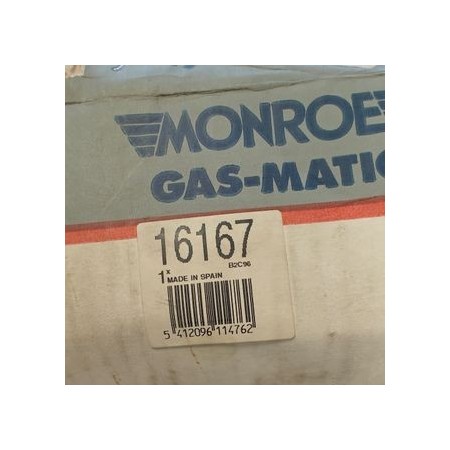 MONROE
GAS-MATIC
16167
B2C96
1x MADE IN SPAIN
5 412096 114762